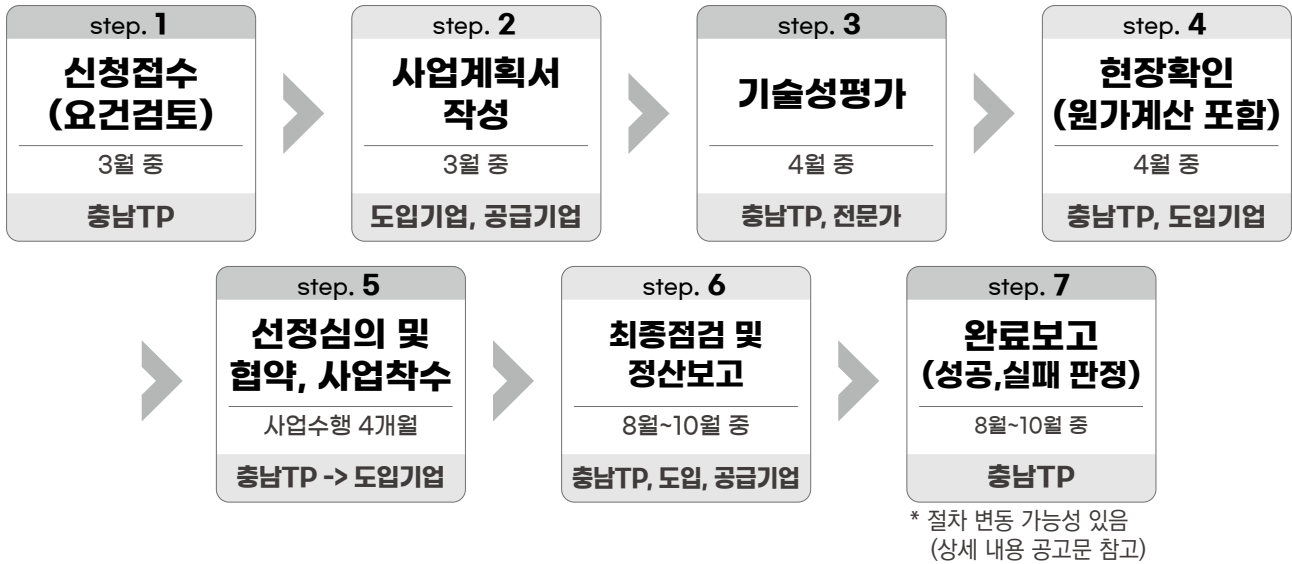 step. 1
신청접수
(요건검토)
3월 중
충남TP
step. 2
사업계획서
작성
3월 중
도입기업, 공급기업
step. 3
기술성평가
4월 중
충남TP, 전문가
step. 4
현장확인
(원가계산 포함)
4월 중
충남TP, 도입기업
step. 5
선정심의 및
협약, 사업착수
사업수행 4개월
충남TP -> 도입기업
step. 6
최종점검 및
정산보고
8월~10월 중
충남TP, 도입, 공급기업
step. 7
완료보고
(성공,실패 판정)
8월~10월 중
충남TP
* 절차 변동 가능성 있음
(상세 내용 공고문 참고)